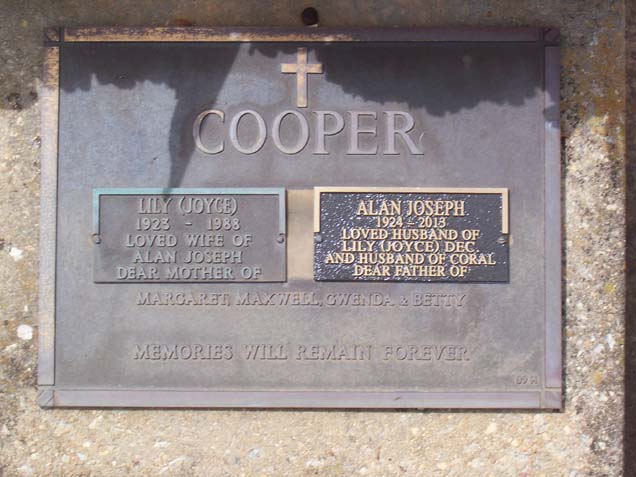 COOPER
LILY (JOYCE)
1923 - 1988
LOVED WIFE OF
ALAN JOSEPH
DEAR MOTHER OF
ALAN JOSEPH
1924 - 2013
LOVED HUSBAND OF
LILY (JOYCE) DEC.
AND HUSBAND OF CORAL
DEAR FATHER OF
MARGARET, MAXWELL, GWENDA & BETTY
MEMORIES WILL REMAIN FOREVER